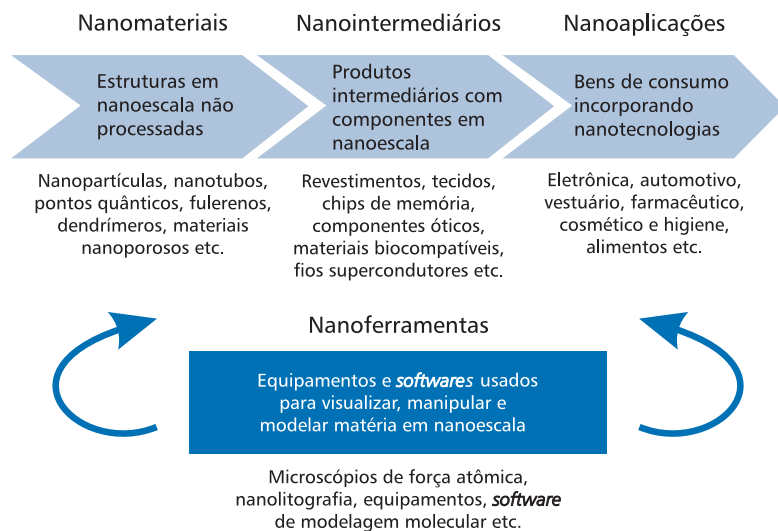 Nanomateriais
Nanointermediários
Nanoaplicações
Estruturas em
nanoescala não
processadas
Produtos
intermediários com
componentes em
nanoescala
Bens de consumo
incorporando
nanotecnologias
Nanopartículas, nanotubos,
pontos quânticos, fulerenos,
dendrímeros, materiais
nanoporosos etc.
Revestimentos, tecidos,
chips de memória,
componentes óticos,
materiais biocompatíveis,
fios supercondutores etc.
Eletrônica, automotivo,
vestuário, farmacêutico,
cosmético e higiene,
alimentos etc.
Nanoferramentas
Equipamentos e softwares usados
para visualizar, manipular e
modelar matéria em nanoescala
Microscópios de força atômica,
nanolitografia, equipamentos, software
de modelagem molecular etc.